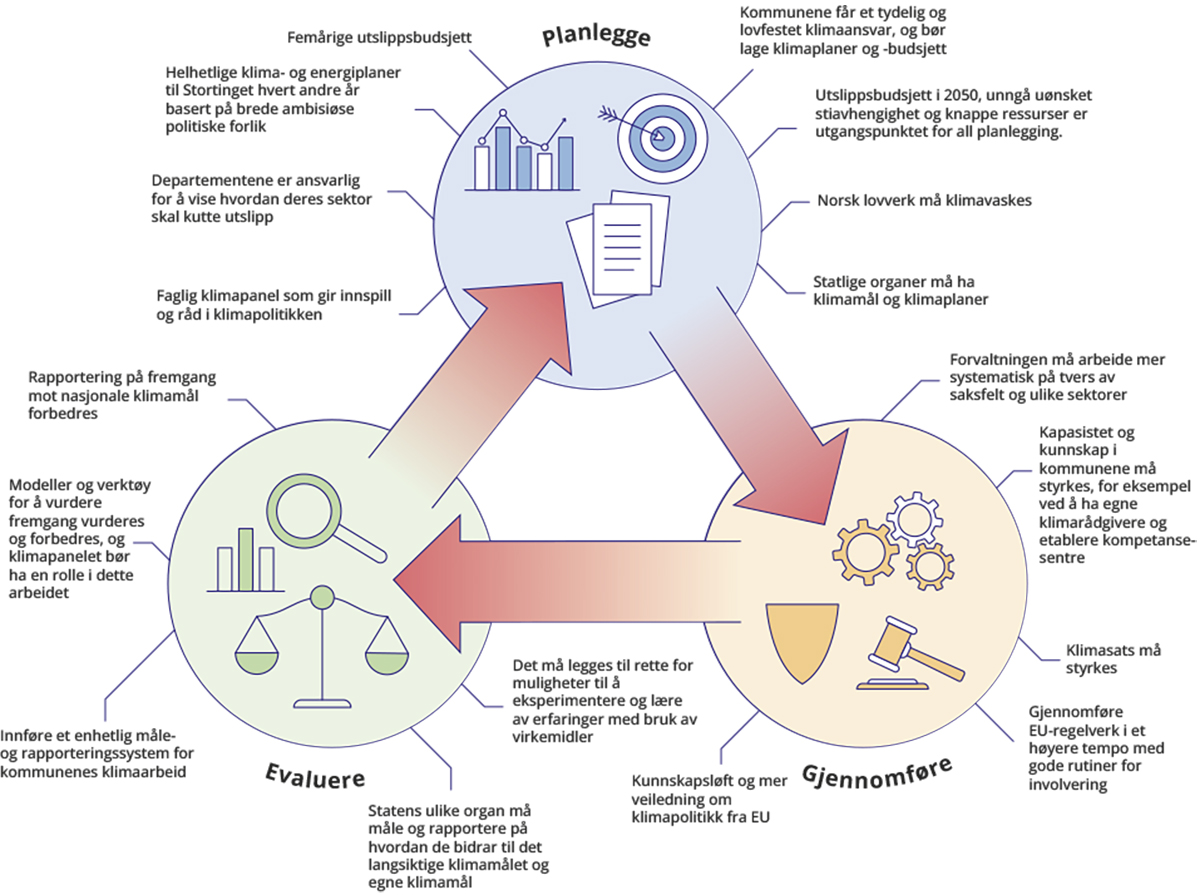 Planlegge
Femårige utslippsbudsjett
Helhetlige klima- og energiplaner
til Stortinget hvert andre år
basert på brede ambisiøse
politiske forlik
Departementene er ansvarlig
for å vise hvordan deres sektor
skal kutte utslipp
Faglig klimapanel som gir innspill
og råd i klimapolitikken
Kommunene får et tydelig og
lovfestet klimaansvar, og bør
lage klimaplaner og -budsjett
Utslippsbudsjett i 2050, unngå uønsket
stiavhengighet og knappe ressurser er
utgangspunktet for all planlegging.
Norsk lovverk må klimavaskes
Statlige organer må ha
klimamål og klimaplaner
Forvaltningen må arbeide mer
systematisk på tvers av
saksfelt og ulike sektorer
Kapasistet og
kunnskap i
kommunene må
styrkes, for eksempel
ved å ha egne
klimarådgivere og
etablere kompetanse-
sentre
Klimasats må
styrkes
Gjennomføre
EU-regelverk i et
høyere tempo med
gode rutiner for
involvering
Kunnskapsløft og mer
veiledning om
klimapolitikk fra EU
Gjennomføre
Rapportering på fremgang
mot nasjonale klimamål
forbedres
Modeller og verktøy
for å vurdere
fremgang vurderes
og forbedres, og
klimapanelet bør
ha en rolle i dette
arbeidet
Innføre et enhetlig måle-
og rapporteringssystem for
kommunenes klimaarbeid
Evaluere
Det må legges til rette for
muligheter til å
eksperimentere og lære
av erfaringer med bruk av
virkemidler
Statens ulike organ må
måle og rapportere på
hvordan de bidrar til det
langsiktige klimamålet og
egne klimamål